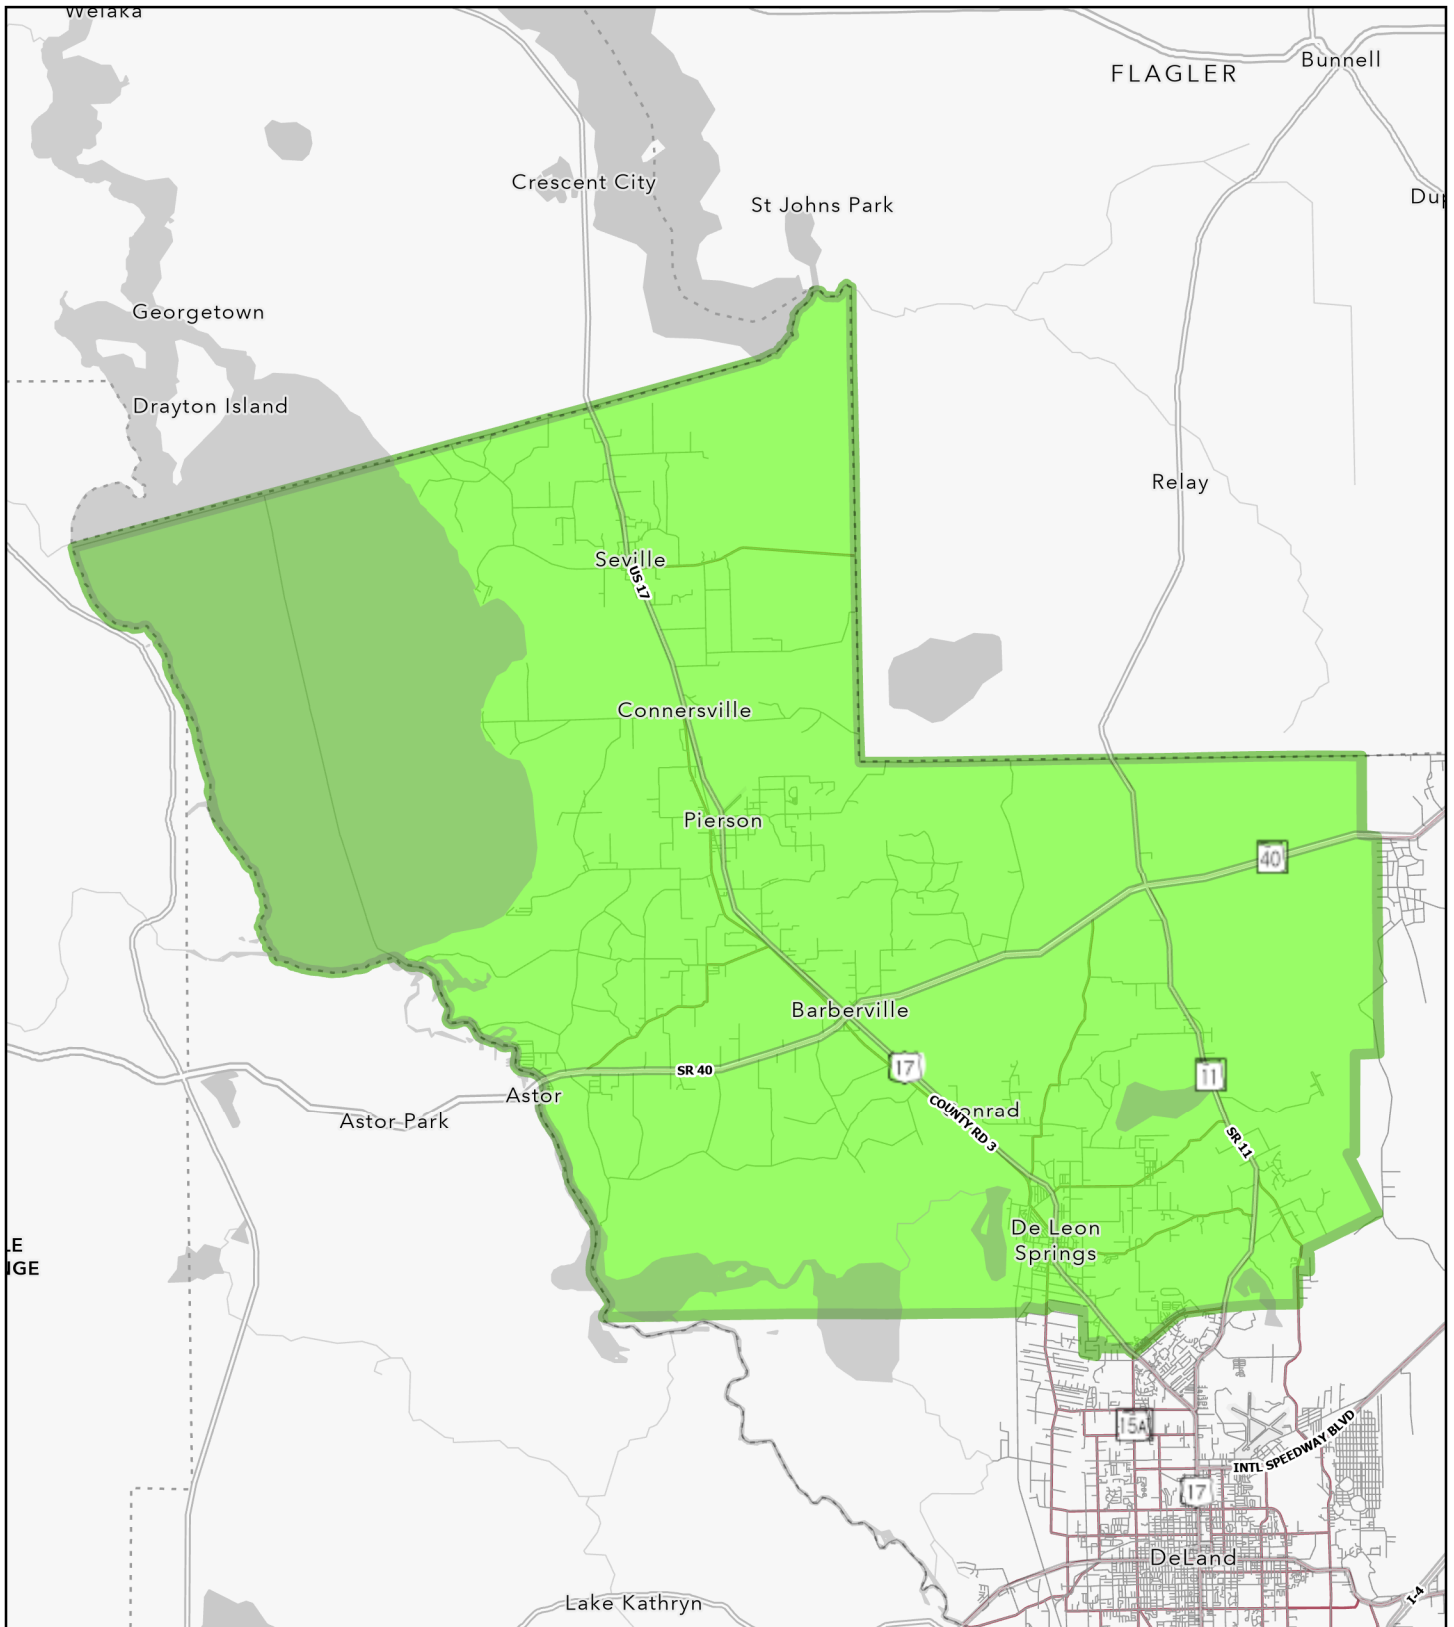 Welaka
FLAGLER
Bunnell
Crescent City
St Johns Park
Georgetown
Drayton Island
Relay
Seville
US 17
Connersville
Pierson
40
Barberville
SR 40
17
11
Astor
Astor Park
COUNTY RD 3
SR 11
De Leon
Springs
15A
INTL SPEEDWAY BLVD
17
DeLand
I-4
Lake Kathryn